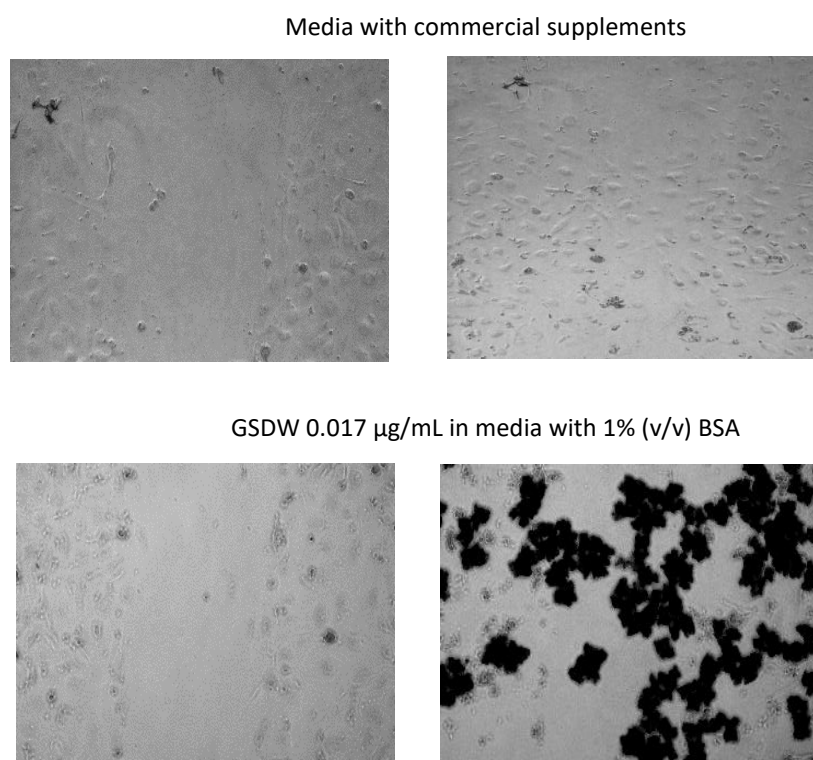 Media with commercial supplements
GSDW 0.017 µg/mL in media with 1% (v/v) BSA